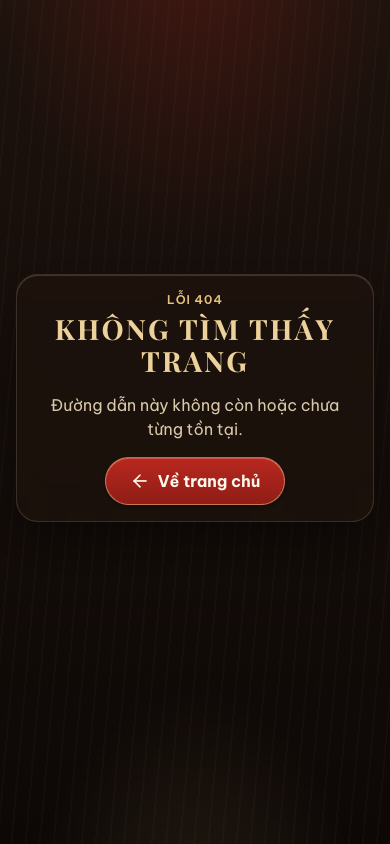 LỖI 404
KHÔNG TÌM THẤY
TRANG
Đường dẫn này không còn hoặc chưa
từng tồn tại.
← Về trang chủ